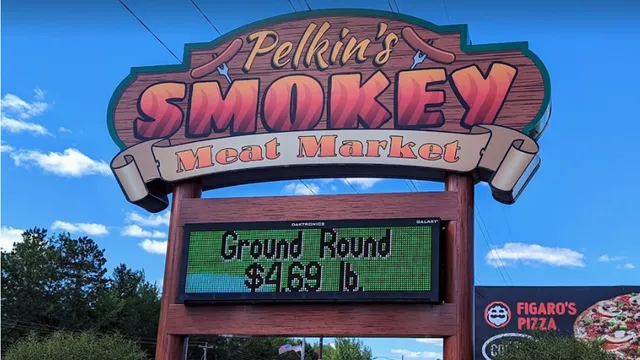 Pelkin's
SMOKEY
Meat Market
DAKTRONICS GALAXY
Ground Round
$4.69 lb.
FIGARO'S
PIZZA